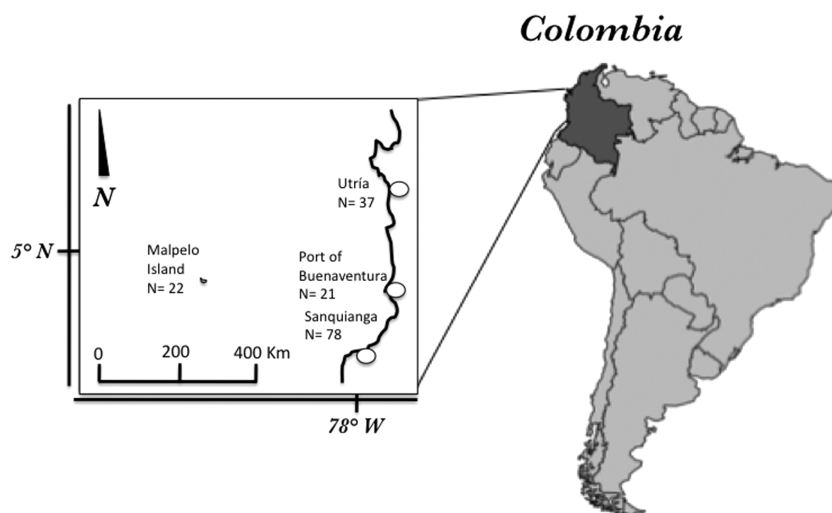 Colombia
N
Utría
N= 37
5° N
Malpelo
Island
N= 22
Port of
Buenaventura
N= 21
Sanquianga
N= 78
0 200 400 Km
78° W